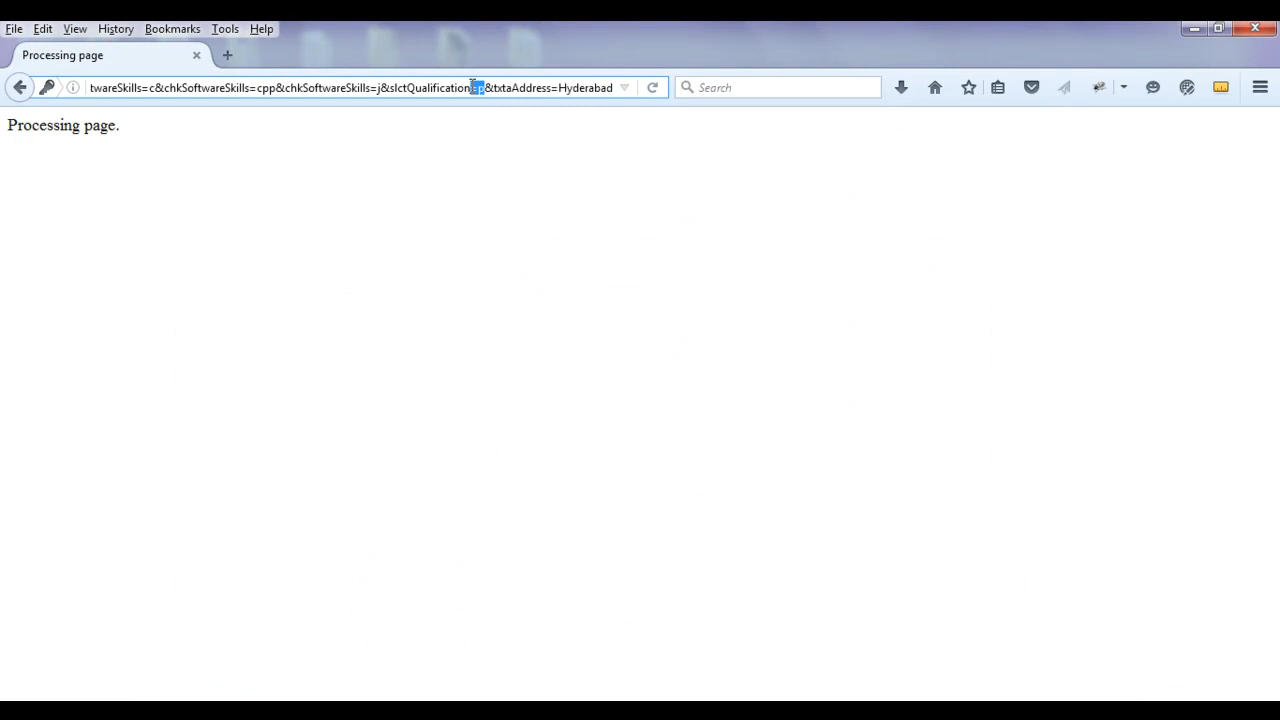 File Edit View History Bookmarks Tools Help
Processing page
twareSkills=c&chkSoftwareSkills=cpp&chkSoftwareSkills=j&slctQualification=p&txtaAddress=Hyderabad
Search
Processing page.